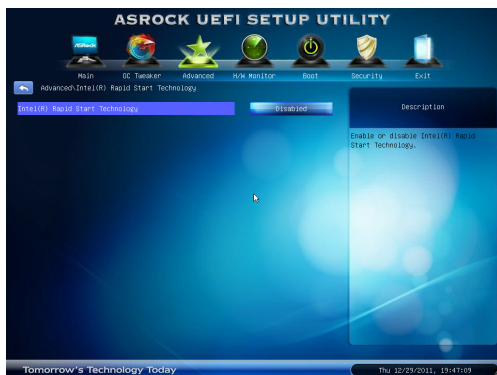 ASROCK UEFI SETUP UTILITY
ASRock
Main
OC Tweaker
Advanced
H/W Monitor
Boot
Security
Exit
Advanced\Intel(R) Rapid Start Technology
Intel(R) Rapid Start Technology
Disabled
Description
Enable or disable Intel(R) Rapid
Start Technology.
Tomorrow's Technology Today
Thu 12/29/2011, 19:47:09